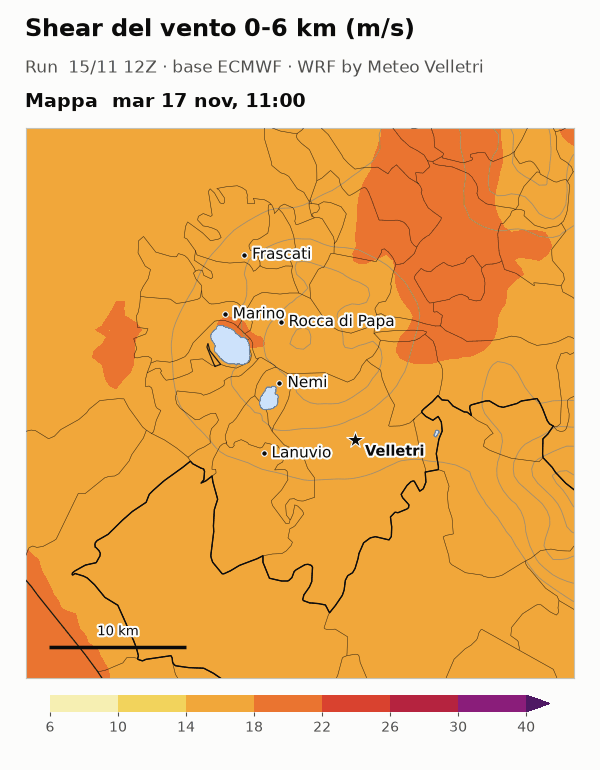 Shear del vento 0-6 km (m/s)
Run  15/11 12Z · base ECMWF · WRF by Meteo Velletri
Mappa  mar 17 nov, 11:00
Frascati
Marino
Rocca di Papa
Nemi
Velletri
Lanuvio
10 km
6 10 14 18 22 26 30 40